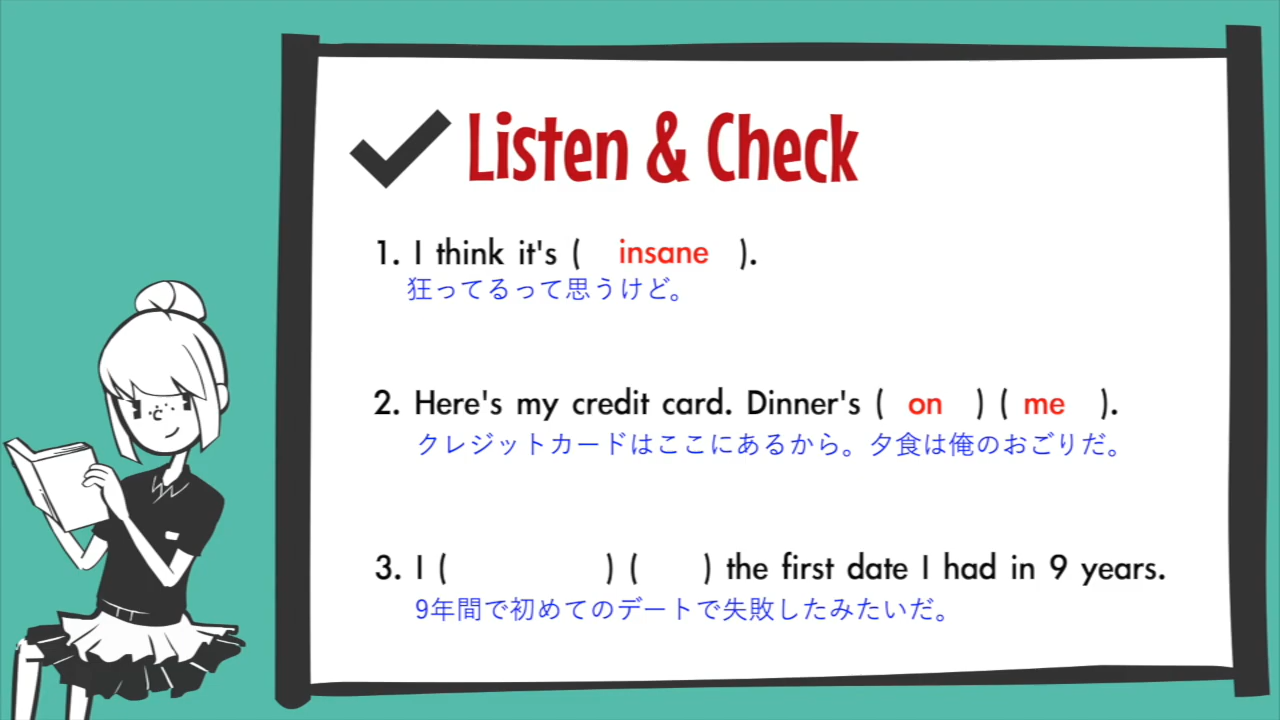 Listen & Check
1. I think it's ( insane ).
狂ってるって思うけど。
2. Here's my credit card. Dinner's ( on ) ( me ).
クレジットカードはここにあるから。夕食は俺のおごりだ。
3. I ( ) ( ) the first date I had in 9 years.
9年間で初めてのデートで失敗したみたいだ。